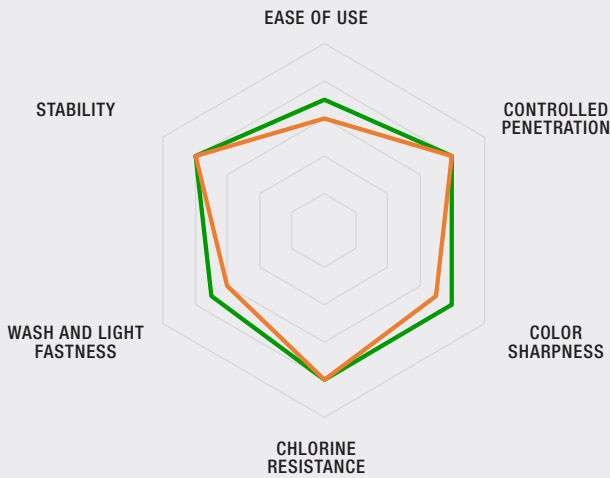 EASE OF USE
STABILITY
CONTROLLED
PENETRATION
WASH AND LIGHT
FASTNESS
COLOR
SHARPNESS
CHLORINE
RESISTANCE